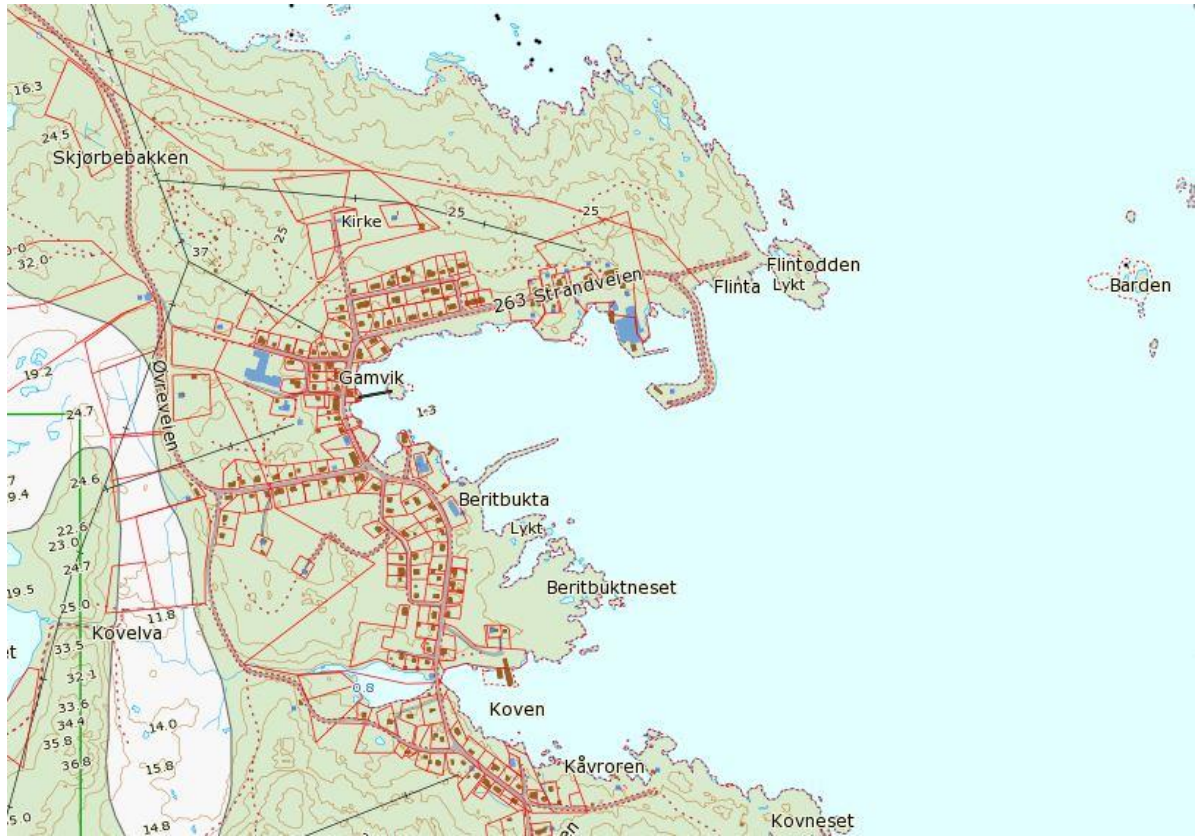 16.3
24.5
Skjørbebakken
Kirke
25
25
25
37
32.0
263 Strandveien
Flintodden
Flinta
Lykt
Barden
19.2
Gamvik
Øvreveien
1-3
24.7
24.6
9.4
Beritbukta
Lykt
22.6
23.0
24.7
19.5
Beritbuktneset
25.0
11.8
Kovelva
33.5
32.1
0.8
Koven
33.6
34.4
14.0
35.8
36.8
15.8
Kåvroren
14.8
Kovneset